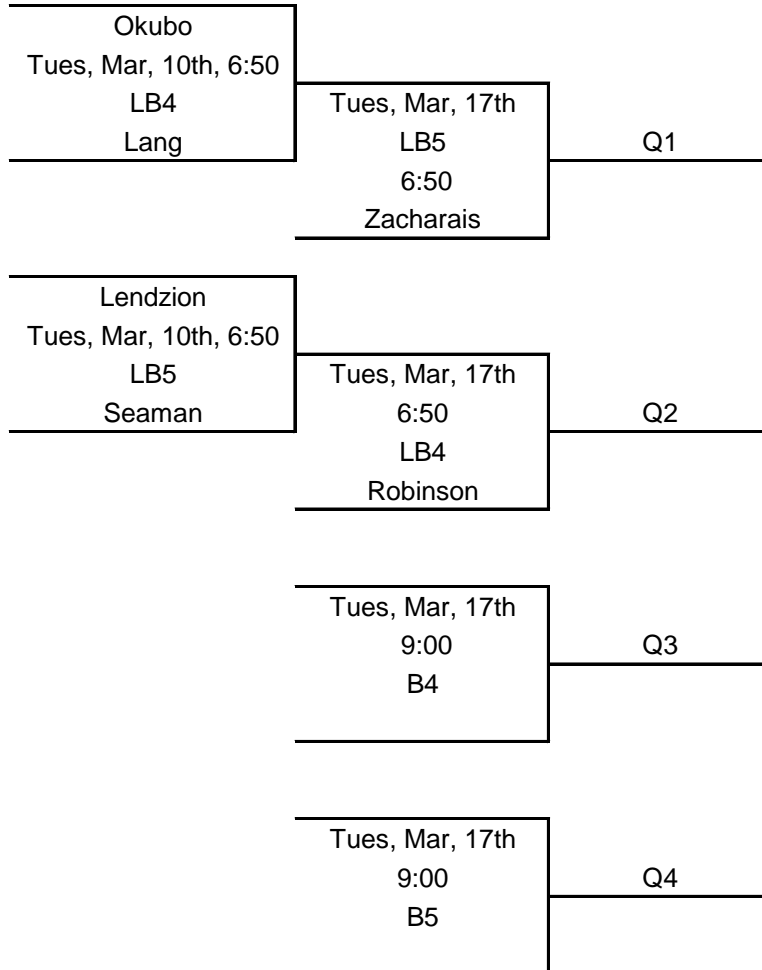 Okubo
Tues, Mar, 10th, 6:50
LB4
Lang
Tues, Mar, 17th
LB5
6:50
Zacharais
Q1
Lendzion
Tues, Mar, 10th, 6:50
LB5
Seaman
Tues, Mar, 17th
6:50
LB4
Robinson
Q2
Tues, Mar, 17th
9:00
B4
Q3
Tues, Mar, 17th
9:00
B5
Q4